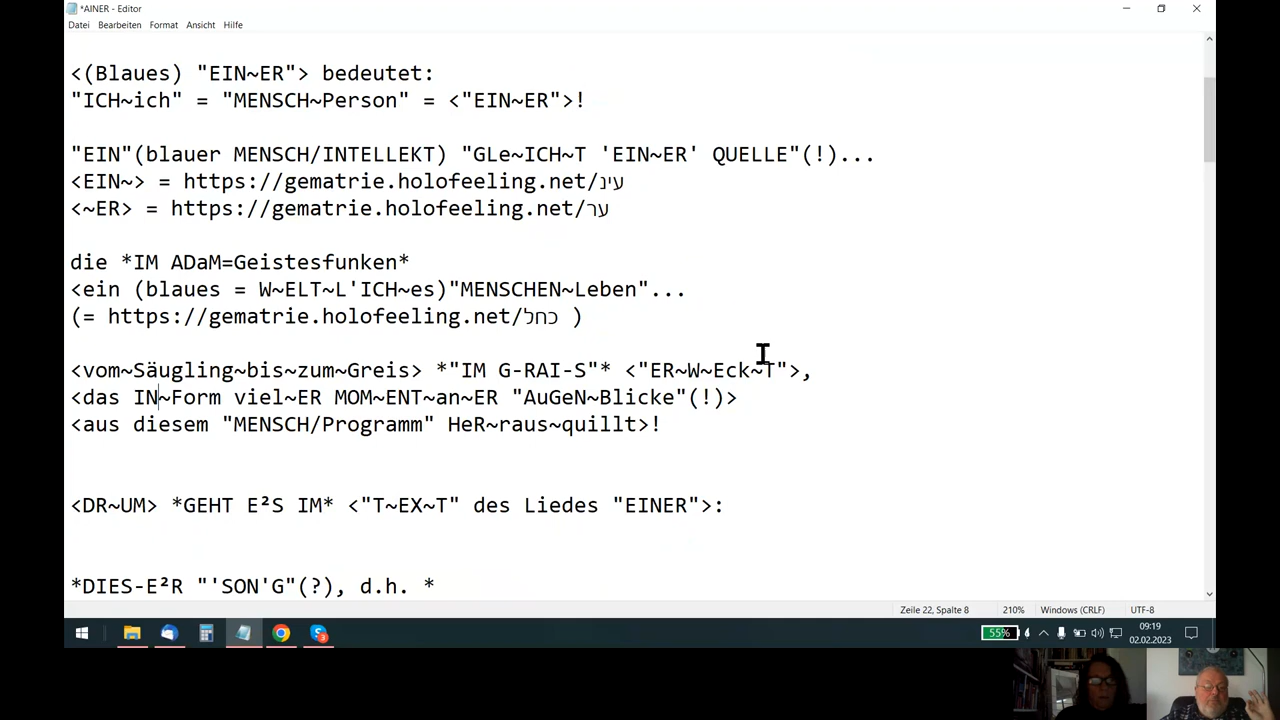 *AINER - Editor
Datei Bearbeiten Format Ansicht Hilfe
<(Blaues) "EIN~ER"> bedeutet:
"ICH~ich" = "MENSCH~Person" = <"EIN~ER">!
"EIN"(blauer MENSCH/INTELLEKT) "GLe~ICH~T 'EIN~ER' QUELLE"(!)...
<EIN~> = https://gematrie.holofeeling.net/עינ
<~ER> = https://gematrie.holofeeling.net/ער
die *IM ADaM=Geistesfunken*
<ein (blaues = W~ELT~L'ICH~es)"MENSCHEN~Leben"...
(= https://gematrie.holofeeling.net/כחל )
<vom~Säugling~bis~zum~Greis> *"IM G-RAI-S"* <"ER~W~Eck~T">,
<das IN~Form viel~ER MOM~ENT~an~ER "AuGeN~Blicke"(!)>
<aus diesem "MENSCH/Programm" HeR~raus~quillt>!
<DR~UM> *GEHT E²S IM* <"T~EX~T" des Liedes "EINER">:
*DIES-E²R "'SON'G"(?), d.h. *
Zeile 22, Spalte 8 210% Windows (CRLF) UTF-8
55% 09:19
02.02.2023